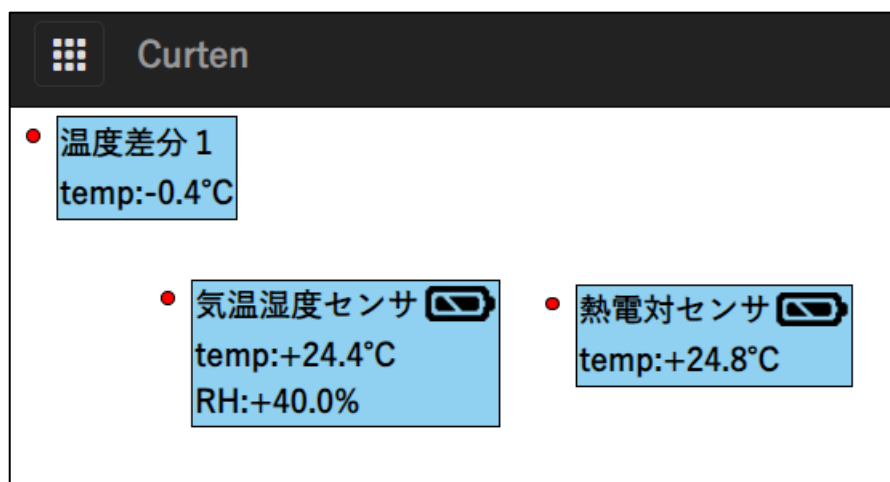 Curten
温度差分１
temp:-0.4°C
気温湿度センサ
temp:+24.4°C
RH:+40.0%
熱電対センサ
temp:+24.8°C